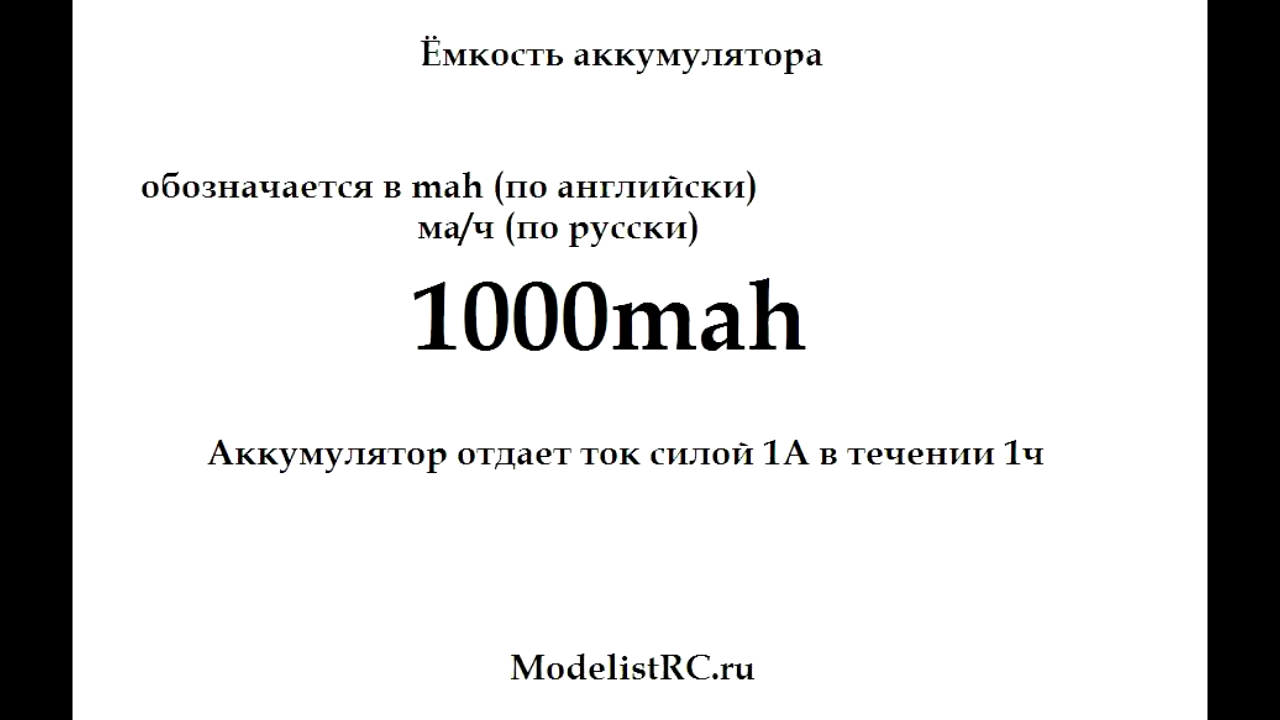 Ёмкость аккумулятора
обозначается в mah (по английски)
ма/ч (по русски)
1000mah
Аккумулятор отдает ток силой 1А в течении 1ч
ModelistRC.ru